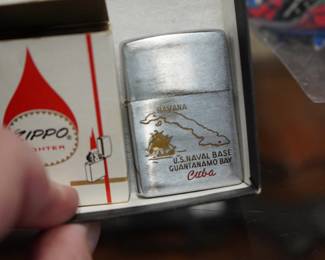 ZIPPO
LIGHTER
HAVANA
U.S. NAVAL BASE
GUANTANAMO BAY
Cuba